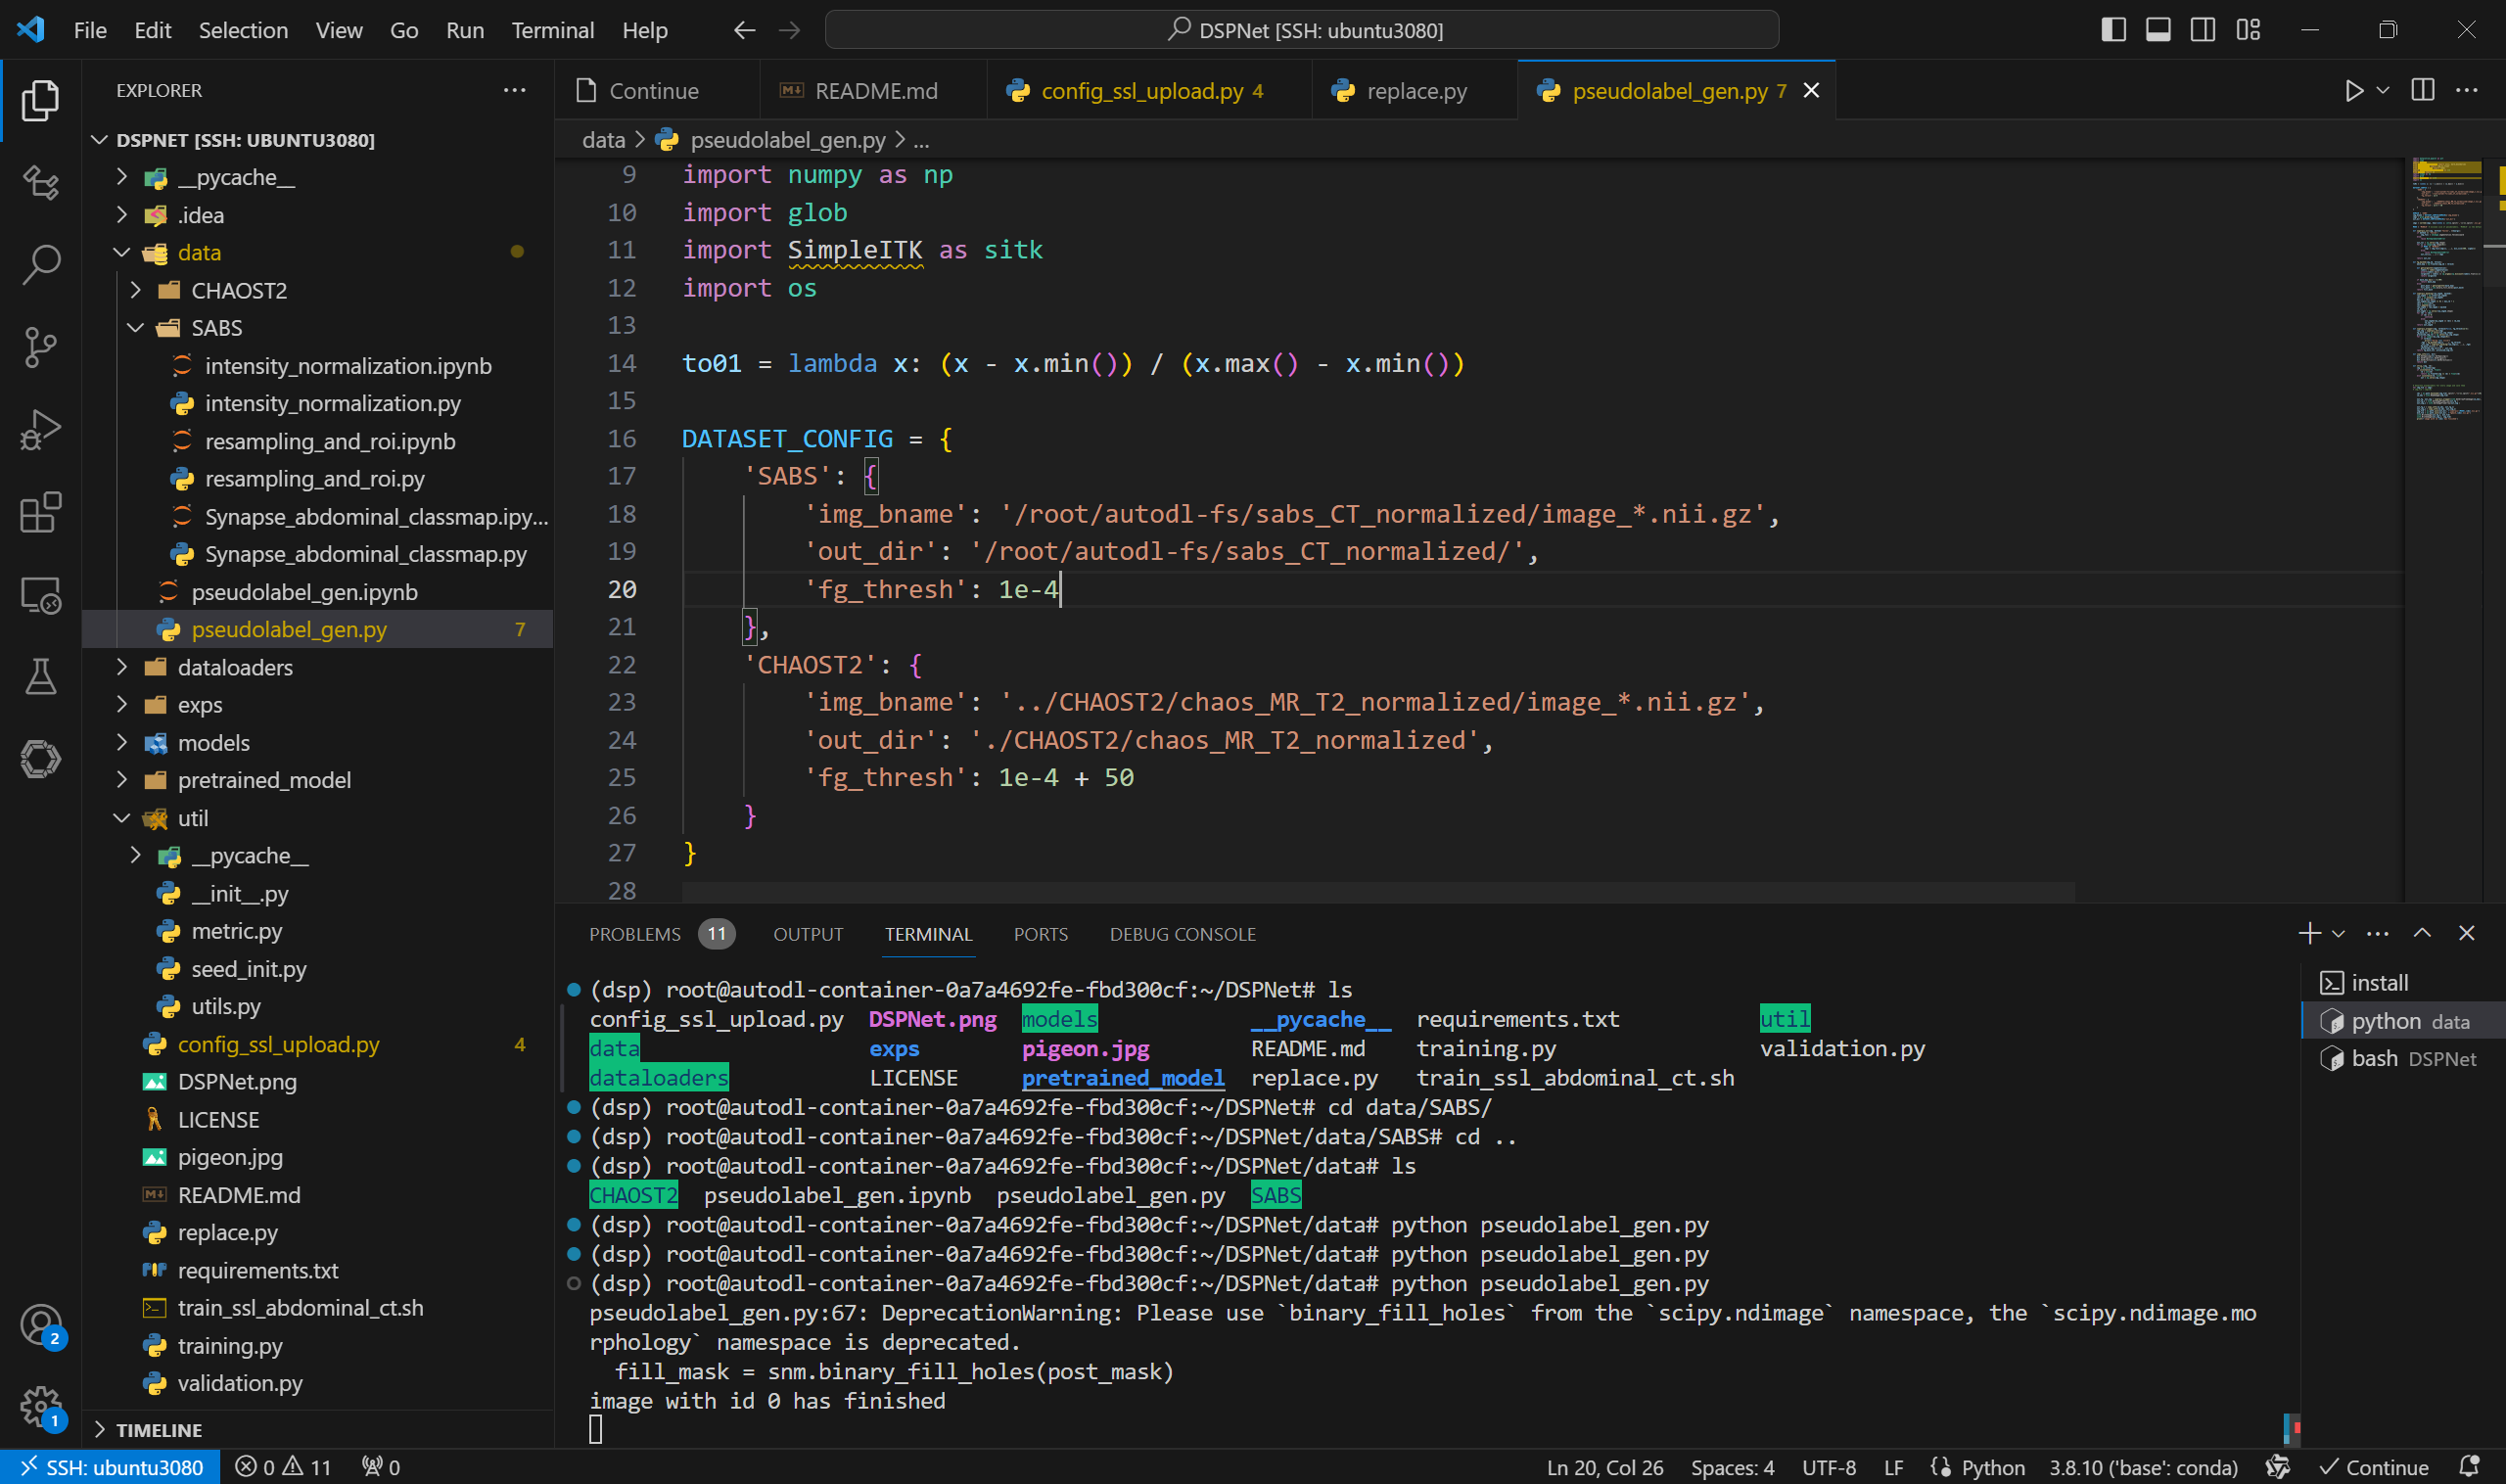 File Edit Selection View Go Run Terminal Help
DSPNet [SSH: ubuntu3080]
EXPLORER
DSPNET [SSH: UBUNTU3080]
__pycache__
.idea
data
CHAOST2
SABS
intensity_normalization.ipynb
intensity_normalization.py
resampling_and_roi.ipynb
resampling_and_roi.py
Synapse_abdominal_classmap.ipy...
Synapse_abdominal_classmap.py
pseudolabel_gen.ipynb
pseudolabel_gen.py 7
dataloaders
exps
models
pretrained_model
util
__pycache__
__init__.py
metric.py
seed_init.py
utils.py
config_ssl_upload.py 4
DSPNet.png
LICENSE
pigeon.jpg
README.md
replace.py
requirements.txt
train_ssl_abdominal_ct.sh
training.py
validation.py
TIMELINE
2
1
Continue README.md config_ssl_upload.py 4 replace.py pseudolabel_gen.py 7
data > pseudolabel_gen.py > ...
9 import numpy as np
10 import glob
11 import SimpleITK as sitk
12 import os
13
14 to01 = lambda x: (x - x.min()) / (x.max() - x.min())
15
16 DATASET_CONFIG = {
17 'SABS': {
18 'img_bname': '/root/autodl-fs/sabs_CT_normalized/image_*.nii.gz',
19 'out_dir': '/root/autodl-fs/sabs_CT_normalized/',
20 'fg_thresh': 1e-4
21 },
22 'CHAOST2': {
23 'img_bname': '../CHAOST2/chaos_MR_T2_normalized/image_*.nii.gz',
24 'out_dir': './CHAOST2/chaos_MR_T2_normalized',
25 'fg_thresh': 1e-4 + 50
26 }
27 }
28
PROBLEMS 11 OUTPUT TERMINAL PORTS DEBUG CONSOLE
(dsp) root@autodl-container-0a7a4692fe-fbd300cf:~/DSPNet# ls
config_ssl_upload.py DSPNet.png models __pycache__ requirements.txt util
data exps pigeon.jpg README.md training.py validation.py
dataloaders LICENSE pretrained_model replace.py train_ssl_abdominal_ct.sh
(dsp) root@autodl-container-0a7a4692fe-fbd300cf:~/DSPNet# cd data/SABS/
(dsp) root@autodl-container-0a7a4692fe-fbd300cf:~/DSPNet/data/SABS# cd ..
(dsp) root@autodl-container-0a7a4692fe-fbd300cf:~/DSPNet/data# ls
CHAOST2 pseudolabel_gen.ipynb pseudolabel_gen.py SABS
(dsp) root@autodl-container-0a7a4692fe-fbd300cf:~/DSPNet/data# python pseudolabel_gen.py
(dsp) root@autodl-container-0a7a4692fe-fbd300cf:~/DSPNet/data# python pseudolabel_gen.py
(dsp) root@autodl-container-0a7a4692fe-fbd300cf:~/DSPNet/data# python pseudolabel_gen.py
pseudolabel_gen.py:67: DeprecationWarning: Please use `binary_fill_holes` from the `scipy.ndimage` namespace, the `scipy.ndimage.mo
rphology` namespace is deprecated.
fill_mask = snm.binary_fill_holes(post_mask)
image with id 0 has finished
install
python data
bash DSPNet
SSH: ubuntu3080 0 11 0
Ln 20, Col 26 Spaces: 4 UTF-8 LF Python 3.8.10 ('base': conda) Continue